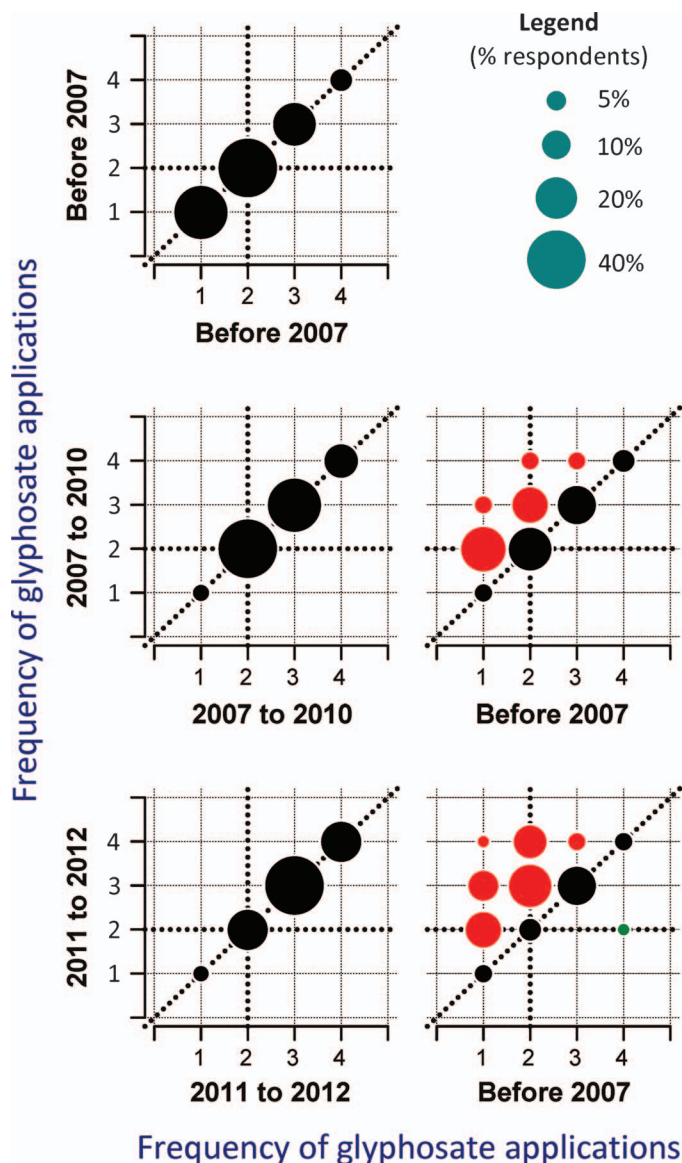 Legend
(% respondents)
5%
10%
20%
40%
Frequency of glyphosate applications
Before 2007
4
3
2
1
1 2 3 4
Before 2007
2007 to 2010
4
3
2
1
1 2 3 4
2007 to 2010
1 2 3 4
Before 2007
2011 to 2012
4
3
2
1
1 2 3 4
2011 to 2012
1 2 3 4
Before 2007
Frequency of glyphosate applications